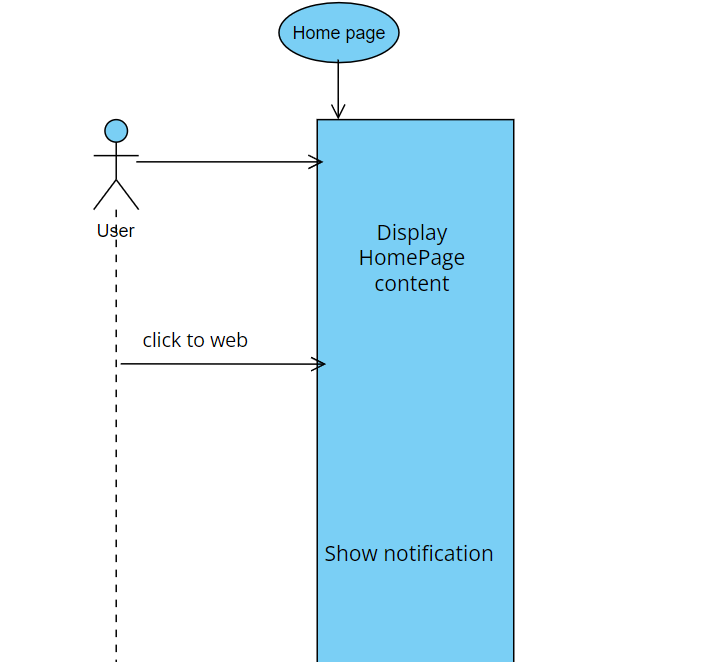 Home page
User
Display
HomePage
content
click to web
Show notification